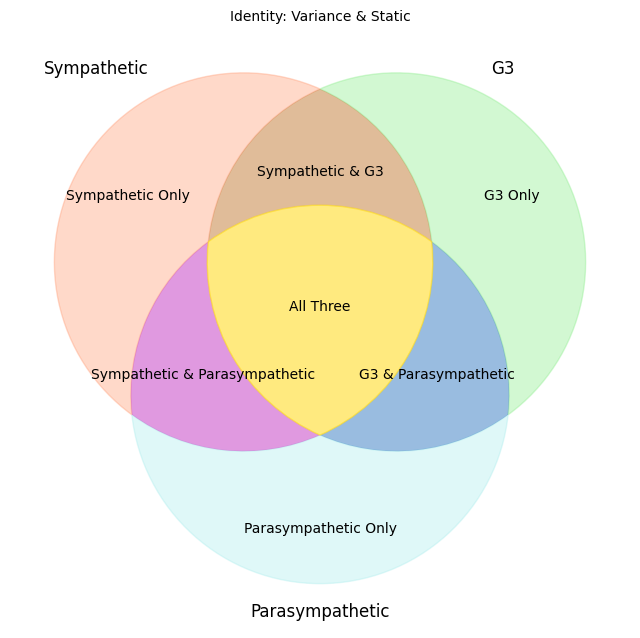 Identity: Variance & Static
Sympathetic
G3
Sympathetic & G3
Sympathetic Only
G3 Only
All Three
Sympathetic & Parasympathetic
G3 & Parasympathetic
Parasympathetic Only
Parasympathetic